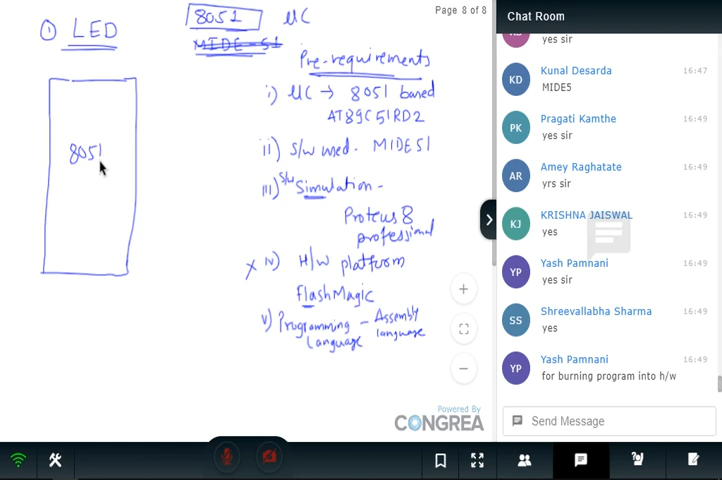 ① LED
8051 μC
MIDE-51
Pre-requirements
i) μC → 8051 based
AT89C51RD2
ii) S/w used. MIDE51
iii) S/w Simulation -
Proteus 8
professional
x iv) H/w platform
FlashMagic
v) Programming Language - Assembly language
8051
Page 8 of 8
POWERED BY
CONGREA
Chat Room
yes sir
KD
Kunal Desarda 16:47
MIDE5
PK
Pragati Kamthe 16:49
yes sir
AR
Amey Raghatate 16:49
yrs sir
KJ
KRISHNA JAISWAL 16:49
yes
YP
Yash Pamnani 16:49
yes sir
SS
Shreevallabha Sharma 16:49
yes
YP
Yash Pamnani 16:49
for burning program into h/w
Send Message